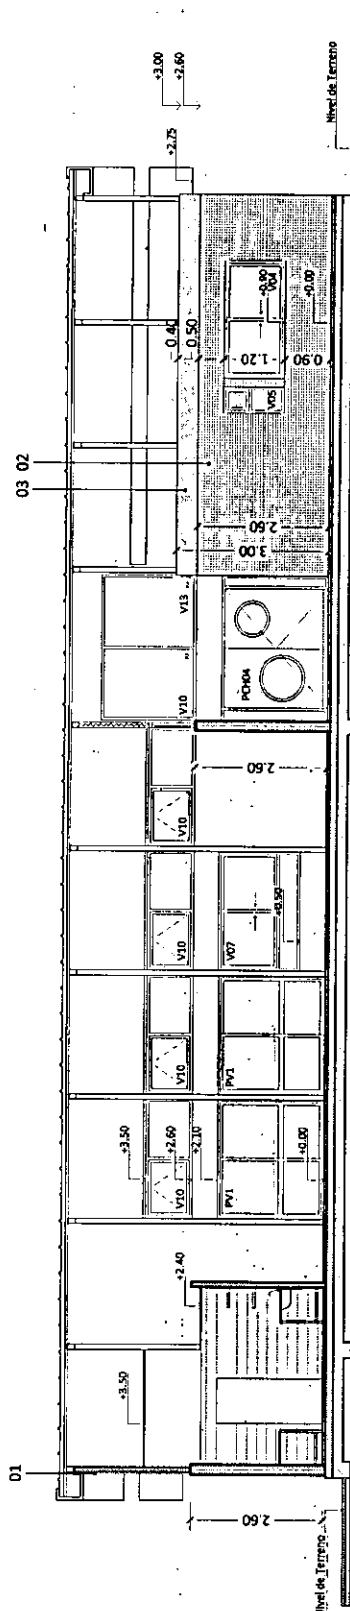 01
03 02
+3.00
+2.60
+2.75
Nivel de Terreno
+3.50
+2.40
2.60
Nivel de Terreno
+3.50
+2.60
+2.10
+0.00
V10
V10
V10
V10
PV1
PV1
V07
+0.50
2.60
V10
V13
PCH04
3.00
2.60
0.40
0.50
1.20
0.90
V05
V04
+0.90
+0.00